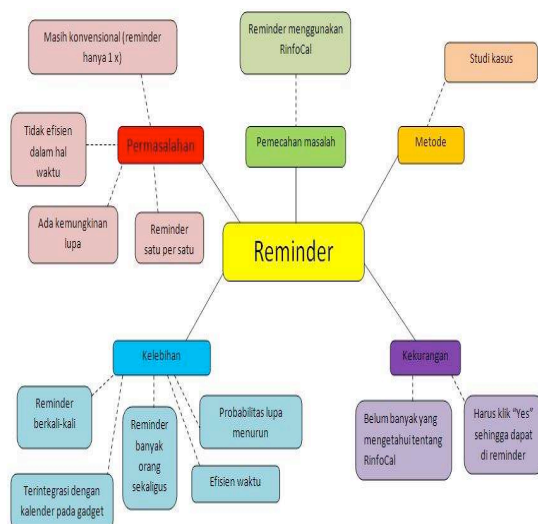 Masih konvensional (reminder
hanya 1 x)
Reminder menggunakan
RinfoCal
Studi kasus
Tidak efisien
dalam hal
waktu
Permasalahan
Pemecahan masalah
Metode
Ada kemungkinan
lupa
Reminder
satu per satu
Reminder
Kelebihan
Kekurangan
Reminder
berkali-kali
Reminder
banyak
orang
sekaligus
Probabilitas lupa
menurun
Terintegrasi dengan
kalender pada gadget
Efisien waktu
Belum banyak yang
mengetahui tentang
RinfoCal
Harus klik “Yes”
sehingga dapat
di reminder